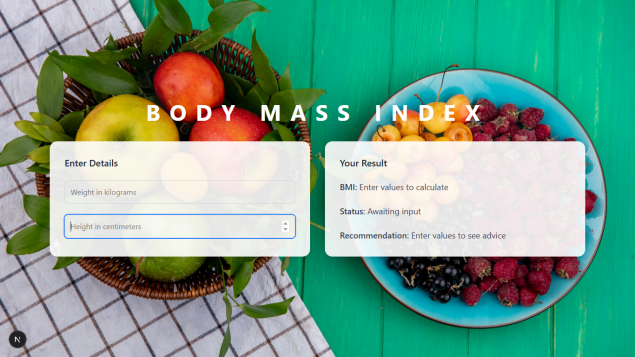 BODY MASS INDEX
Enter Details
Weight in kilograms
Height in centimeters
Your Result
BMI: Enter values to calculate
Status: Awaiting input
Recommendation: Enter values to see advice
N